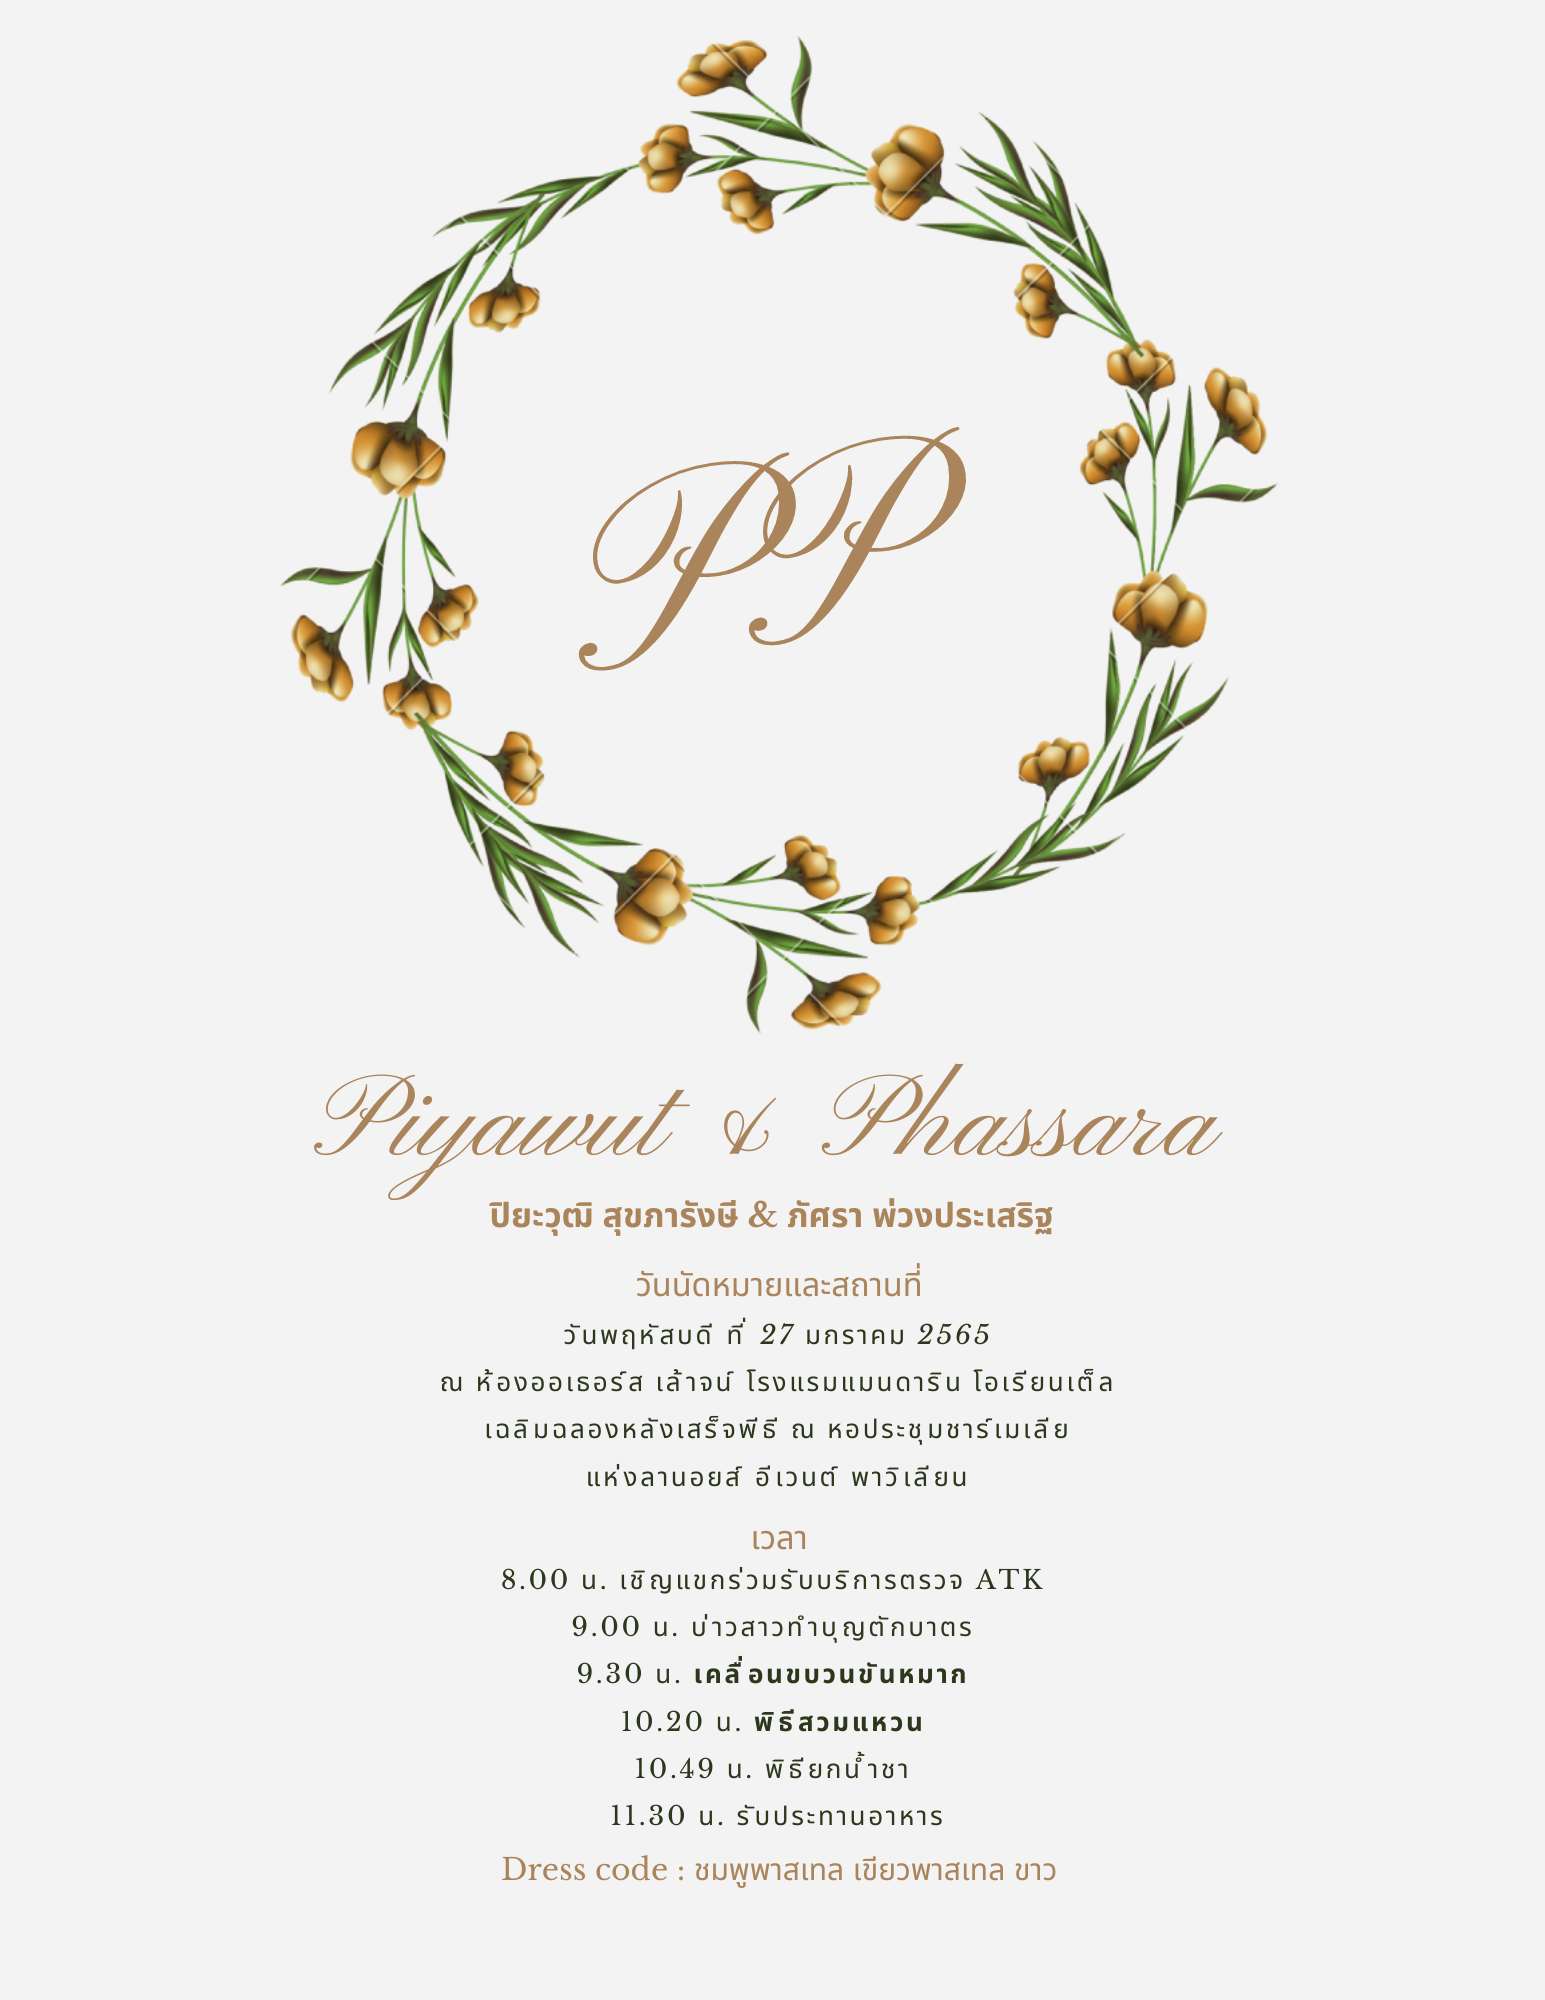 PP
Piyawut & Phassara
ปิยะวุฒิ สุขภารังษี & ภัศรา พ่วงประเสริฐ
วันนัดหมายและสถานที่
วันพฤหัสบดี ที่ 27 มกราคม 2565
ณ ห้องออเธอร์ส เล้าจน์ โรงแรมแมนดาริน โอเรียนเต็ล
เฉลิมฉลองหลังเสร็จพีธี ณ หอประชุมชาร์เมเลีย
แห่งลานอยส์ อีเวนต์ พาวิเลียน
เวลา
8.00 น. เชิญแขกร่วมรับบริการตรวจ ATK
9.00 น. บ่าวสาวทำบุญตักบาตร
9.30 น. เคลื่อนขบวนขันหมาก
10.20 น. พิธีสวมแหวน
10.49 น. พิธียกน้ำชา
11.30 น. รับประทานอาหาร
Dress code : ชมพูพาสเทล เขียวพาสเทล ขาว